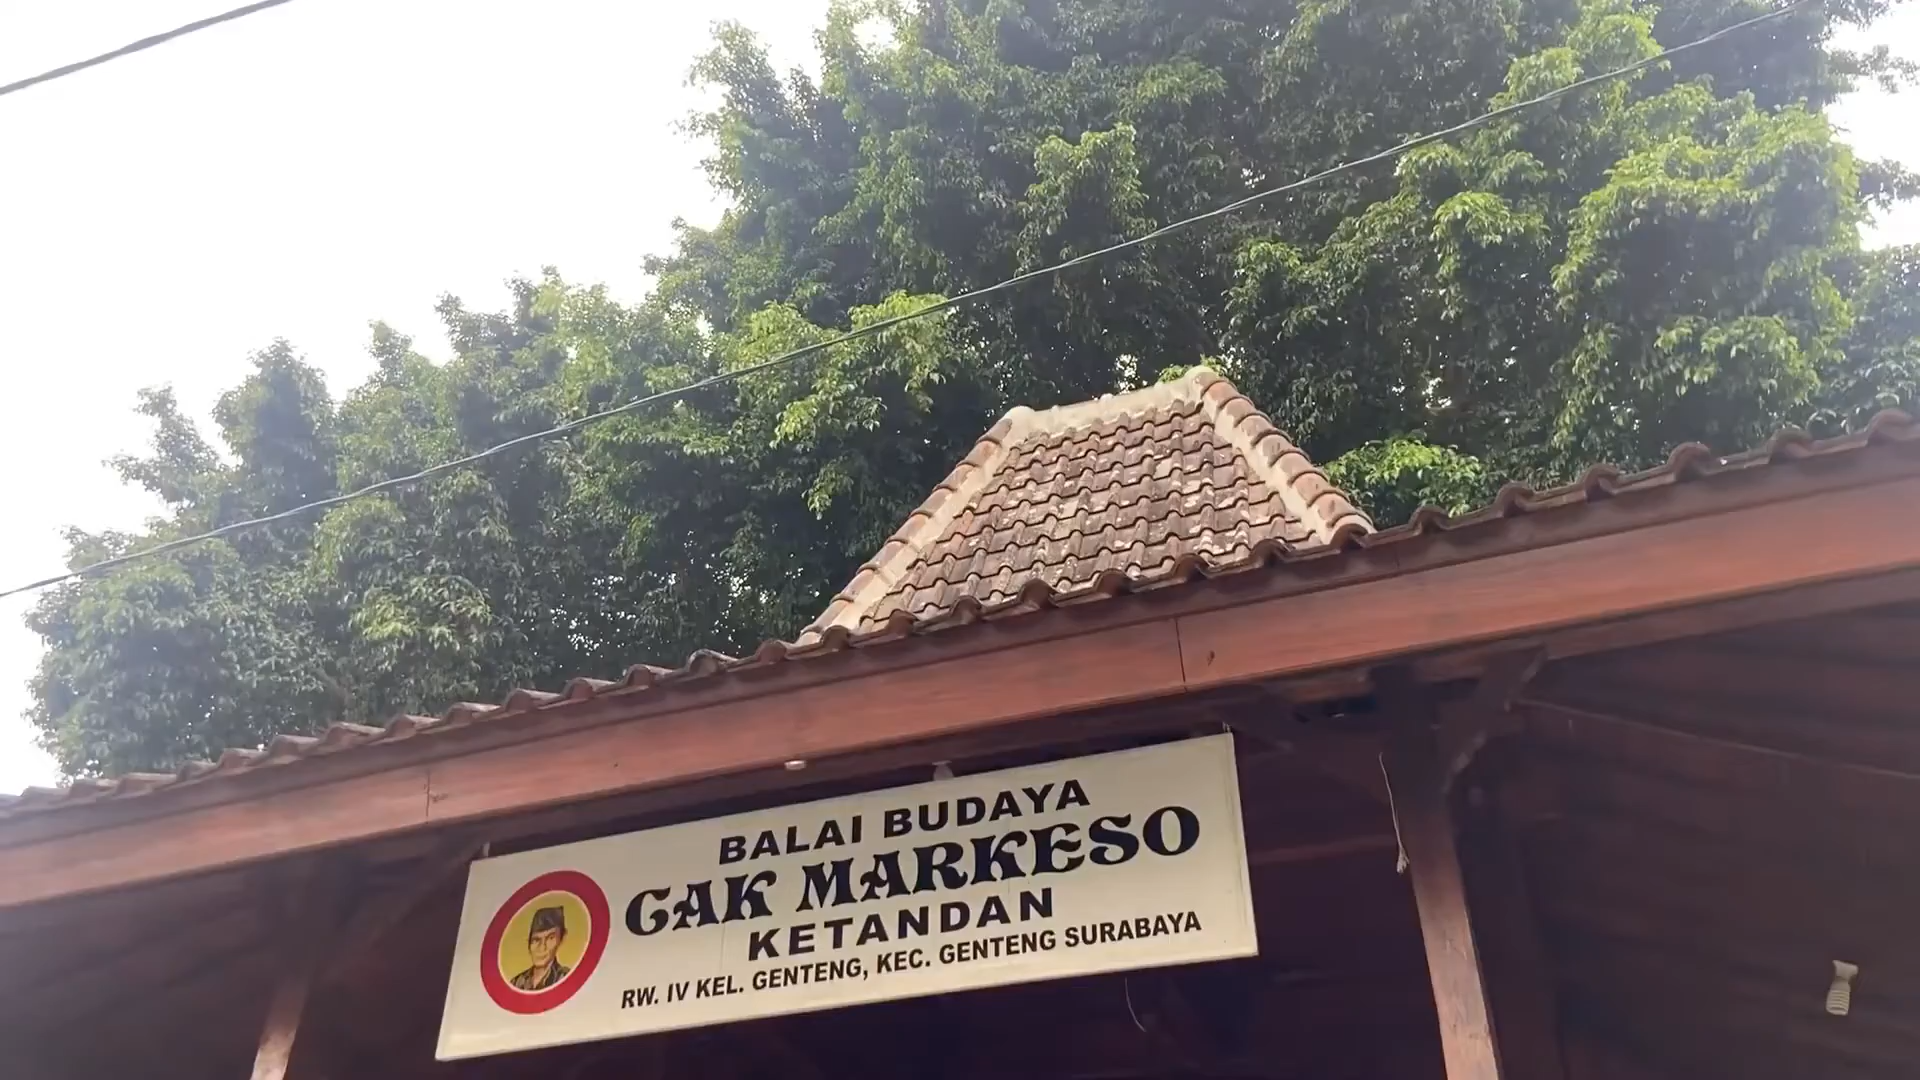 BALAI BUDAYA
CAK MARKESO
KETANDAN
RW. IV KEL. GENTENG, KEC. GENTENG SURABAYA